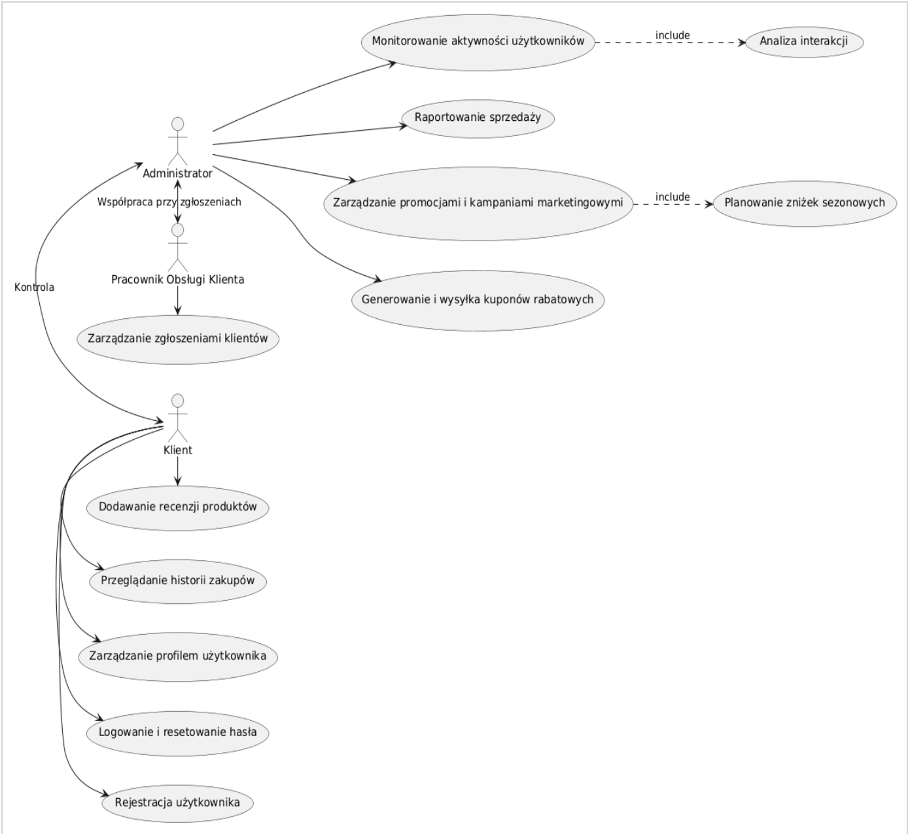 Monitorowanie aktywności użytkowników
include
Analiza interakcji
Raportowanie sprzedaży
Administrator
Współpraca przy zgłoszeniach
Zarządzanie promocjami i kampaniami marketingowymi
include
Planowanie zniżek sezonowych
Pracownik Obsługi Klienta
Kontrola
Generowanie i wysyłka kuponów rabatowych
Zarządzanie zgłoszeniami klientów
Klient
Dodawanie recenzji produktów
Przeglądanie historii zakupów
Zarządzanie profilem użytkownika
Logowanie i resetowanie hasła
Rejestracja użytkownika